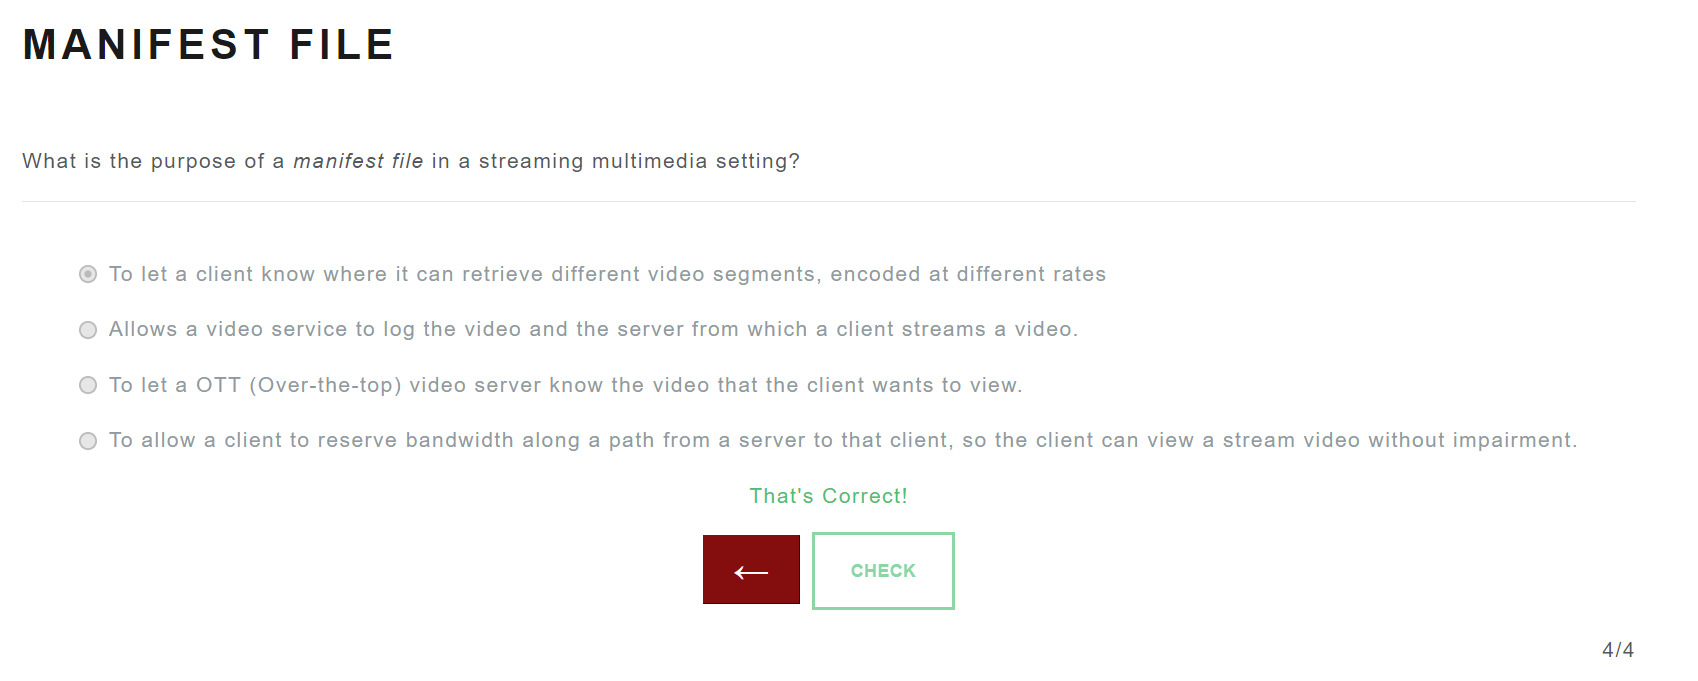 MANIFEST FILE
What is the purpose of a manifest file in a streaming multimedia setting?
To let a client know where it can retrieve different video segments, encoded at different rates
Allows a video service to log the video and the server from which a client streams a video.
To let a OTT (Over-the-top) video server know the video that the client wants to view.
To allow a client to reserve bandwidth along a path from a server to that client, so the client can view a stream video without impairment.
That's Correct!
← CHECK
4/4